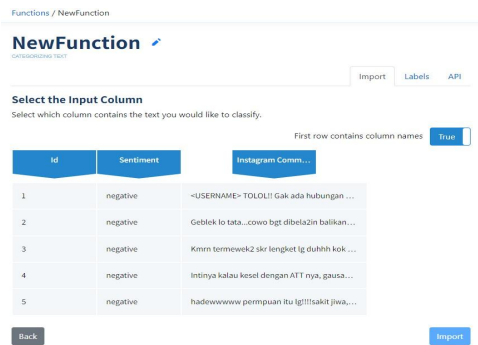 Functions / NewFunction
NewFunction
CATEGORIZING TEXT
Import Labels API
Select the Input Column
Select which column contains the text you would like to classify.
First row contains column names True
Id Sentiment Instagram Comm...
1 negative <USERNAME> TOLOL!! Gak ada hubungan ...
2 negative Geblek lo tata...cowo bgt dibela2in balikan...
3 negative Kmrn termewek2 skr lengket lg duhhh kok ...
4 negative Intinya kalau kesel dengan ATT nya, gausa...
5 negative hadewwwww permpuan itu lg!!!!sakit jiwa,...
Back Import